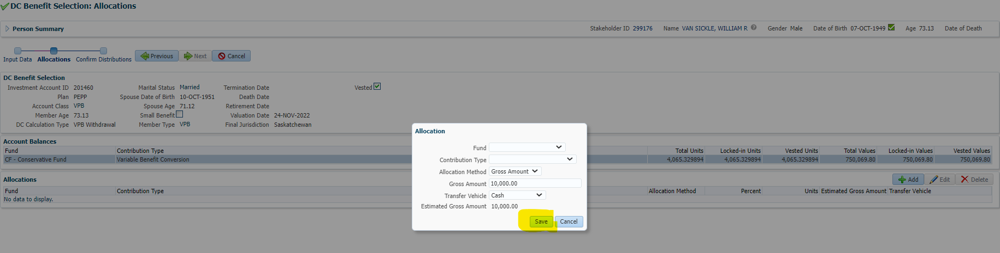 DC Benefit Selection: Allocations
Person Summary Stakeholder ID 299176 Name VAN SICKLE, WILLIAM R Gender Male Date of Birth 07-OCT-1949 Age 73.13 Date of Death
Input Data Allocations Confirm Distributions Previous Next Cancel
DC Benefit Selection
Investment Account ID 201460 Marital Status Married Termination Date Vested
Plan PEPP Spouse Date of Birth 10-OCT-1951 Death Date
Account Class VPB Spouse Age 71.12 Retirement Date
Member Age 73.13 Small Benefit Valuation Date 24-NOV-2022
DC Calculation Type VPB Withdrawal Member Type VPB Final Jurisdiction Saskatchewan
Account Balances
Fund Contribution Type Total Units Locked-in Units Vested Units Total Values Locked-in Values Vested Values
CF - Conservative Fund Variable Benefit Conversion 4,065.329894 4,065.329894 4,065.329894 750,069.80 750,069.80 750,069.80
Allocations Add Edit Delete
Fund Contribution Type Allocation Method Percent Units Estimated Gross Amount Transfer Vehicle
No data to display.
Allocation
Fund
Contribution Type
Allocation Method Gross Amount
Gross Amount 10,000.00
Transfer Vehicle Cash
Estimated Gross Amount 10,000.00
Save Cancel